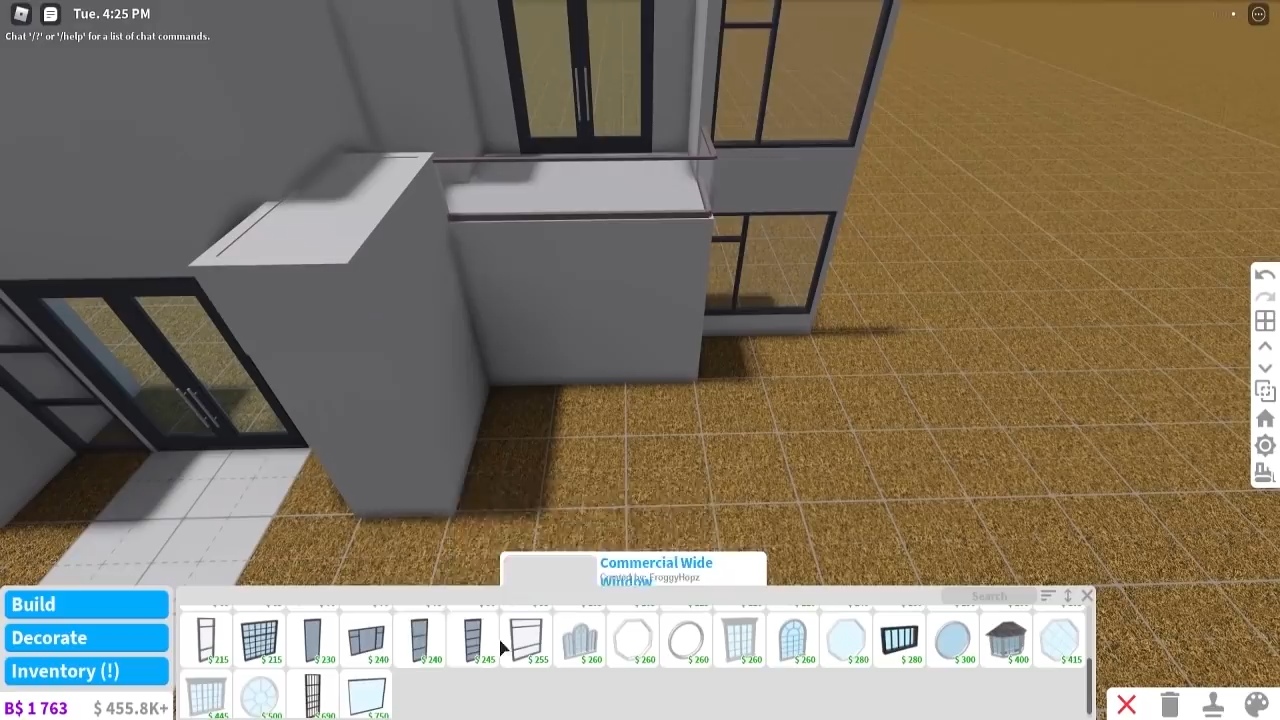 Tue. 4:25 PM
Chat '/?' or '/help' for a list of chat commands.
Commercial Wide
Window
Created by: FroggyHopz
Build
Decorate
Inventory (!)
B$ 1 763
$ 455.8K+
Search
$215 $215 $230 $240 $240 $245 $255 $260 $260 $260 $260 $260 $280 $280 $300 $400 $415
$445 $500 $690 $750